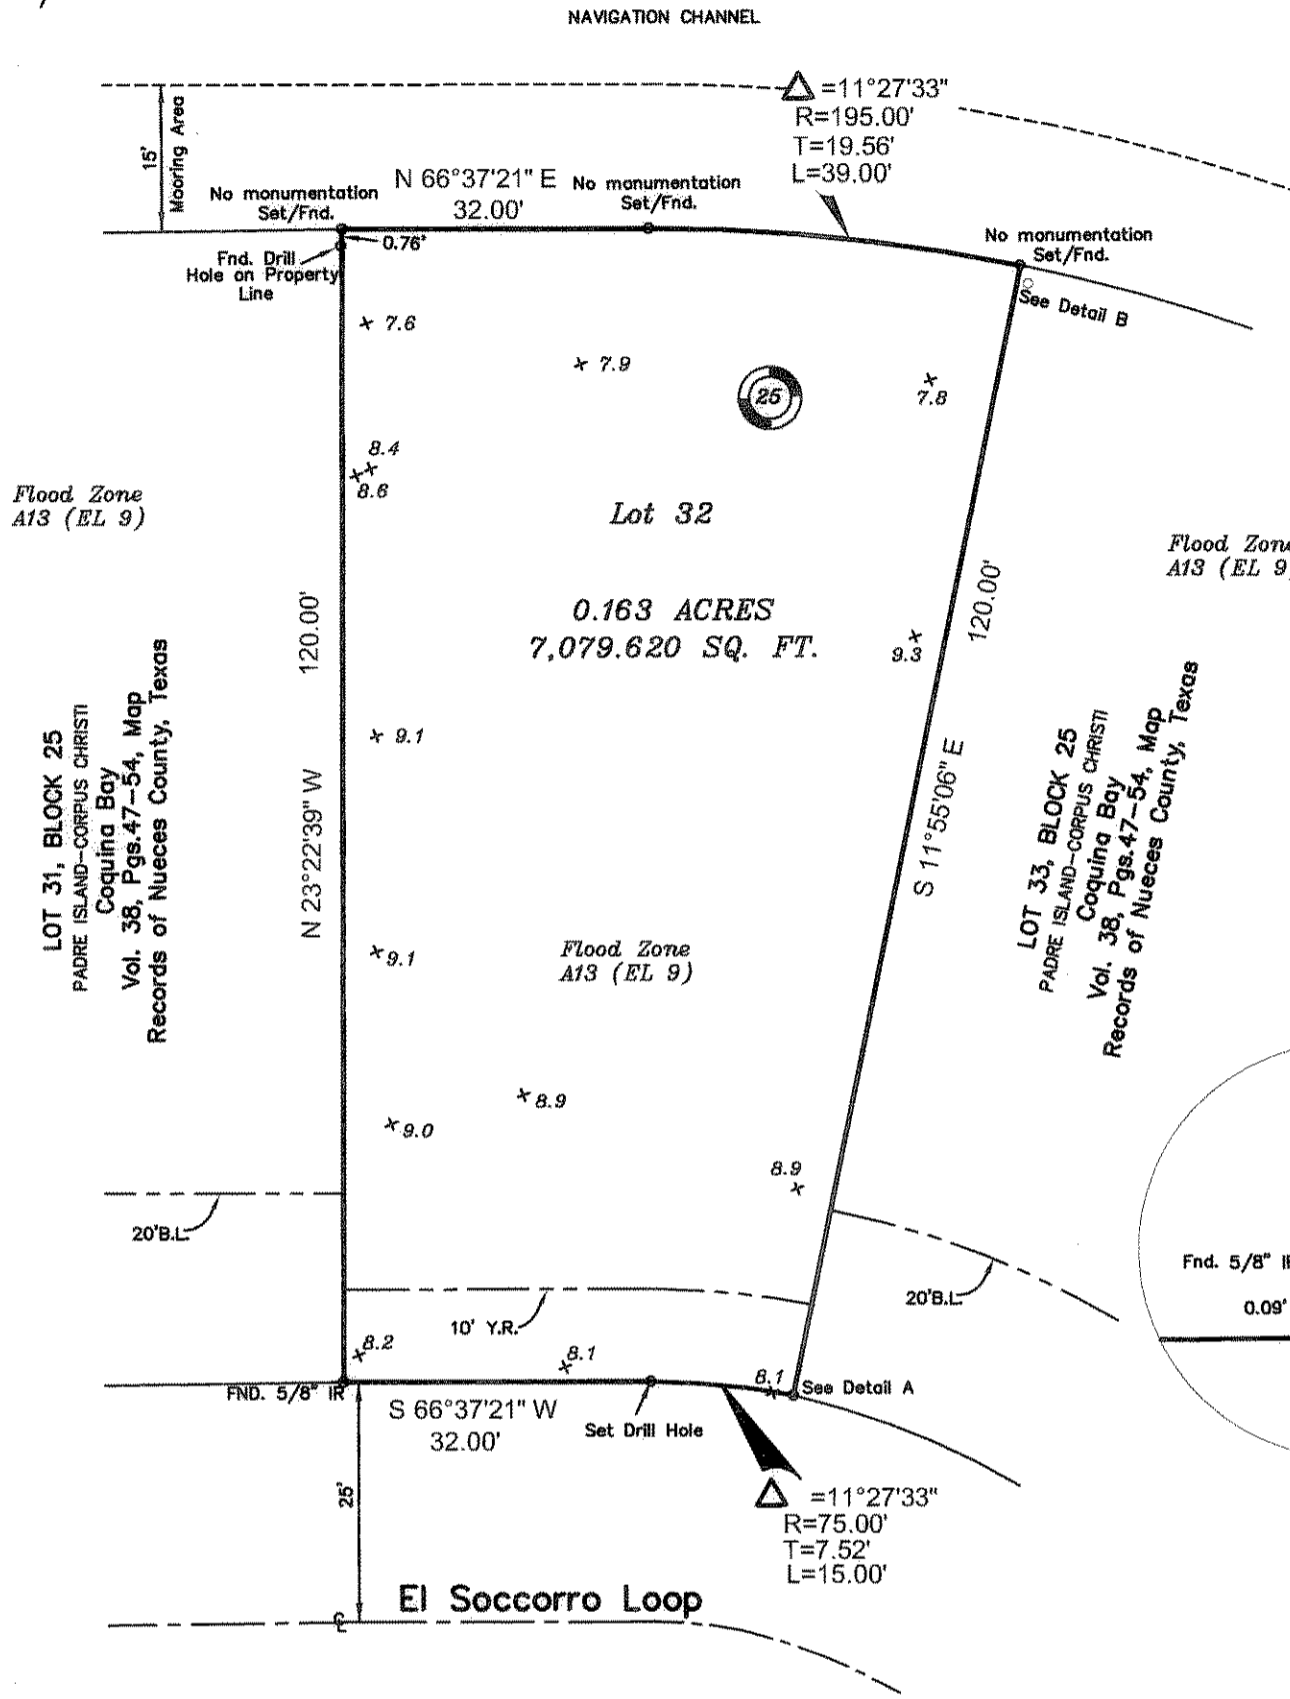 NAVIGATION CHANNEL
15'
Mooring Area
=11°27'33"
R=195.00'
T=19.56'
L=39.00'
N 66°37'21" E
32.00'
No monumentation
Set/Fnd.
No monumentation
Set/Fnd.
No monumentation
Set/Fnd.
0.76'
Fnd. Drill
Hole on Property
Line
See Detail B
7.6
7.9
25
7.8
8.4
8.6
Flood Zone
A13 (EL 9)
Lot 32
Flood Zone
A13 (EL 9)
0.163 ACRES
7,079.620 SQ. FT.
120.00'
N 23°22'39" W
120.00'
S 11°55'06" E
9.3
9.1
LOT 31, BLOCK 25
PADRE ISLAND-CORPUS CHRISTI
Coquina Bay
Vol. 38, Pgs.47-54, Map
Records of Nueces County, Texas
LOT 33, BLOCK 25
PADRE ISLAND-CORPUS CHRISTI
Coquina Bay
Vol. 38, Pgs.47-54, Map
Records of Nueces County, Texas
9.1
Flood Zone
A13 (EL 9)
8.9
9.0
8.9
20'B.L.
20'B.L.
Fnd. 5/8" I
0.09'
10' Y.R.
8.2
8.1
8.1
FND. 5/8" IR
See Detail A
S 66°37'21" W
32.00'
Set Drill Hole
25'
=11°27'33"
R=75.00'
T=7.52'
L=15.00'
El Soccorro Loop
℄